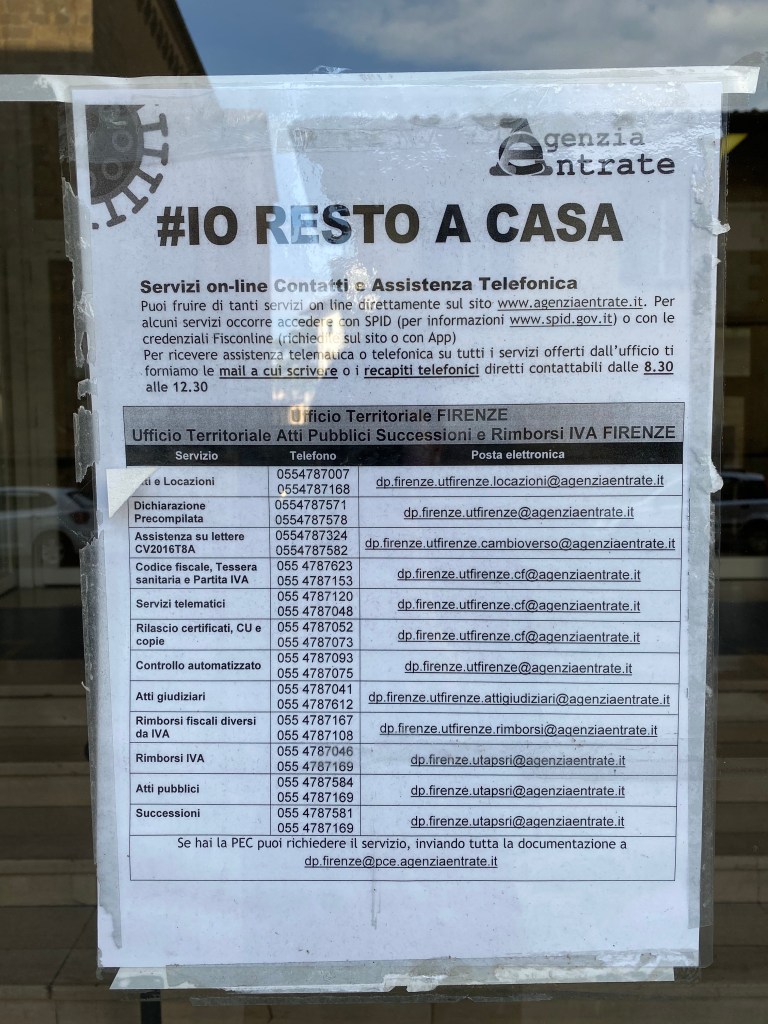 Agenzia
Entrate
#IO RESTO A CASA
Servizi on-line Contatti e Assistenza Telefonica
Puoi fruire di tanti servizi on line direttamente sul sito www.agenziaentrate.it. Per
alcuni servizi occorre accedere con SPID (per informazioni www.spid.gov.it) o con le
credenziali Fisconline (richiedile sul sito o con App)
Per ricevere assistenza telematica o telefonica su tutti i servizi offerti dall'ufficio ti
forniamo le mail a cui scrivere o i recapiti telefonici diretti contattabili dalle 8.30
alle 12.30
Ufficio Territoriale FIRENZE
Ufficio Territoriale Atti Pubblici Successioni e Rimborsi IVA FIRENZE
Servizio Telefono Posta elettronica
e Locazioni 0554787007 dp.firenze.utfirenze.locazioni@agenziaentrate.it
0554787168
Dichiarazione 0554787571 dp.firenze.utfirenze@agenziaentrate.it
Precompilata 0554787578
Assistenza su lettere 0554787324 dp.firenze.utfirenze.cambioverso@agenziaentrate.it
CV2016T8A 0554787582
Codice fiscale, Tessera 055 4787623 dp.firenze.utfirenze.cf@agenziaentrate.it
sanitaria e Partita IVA 055 4787153
Servizi telematici 055 4787120 dp.firenze.utfirenze.cf@agenziaentrate.it
055 4787048
Rilascio certificati, CU e 055 4787052 dp.firenze.utfirenze.cf@agenziaentrate.it
copie 055 4787073
Controllo automatizzato 055 4787093 dp.firenze.utfirenze@agenziaentrate.it
055 4787075
Atti giudiziari 055 4787041 dp.firenze.utfirenze.attigiudiziari@agenziaentrate.it
055 4787612
Rimborsi fiscali diversi 055 4787167 dp.firenze.utfirenze.rimborsi@agenziaentrate.it
da IVA 055 4787108
Rimborsi IVA 055 4787046 dp.firenze.utapsri@agenziaentrate.it
055 4787169
Atti pubblici 055 4787584 dp.firenze.utapsri@agenziaentrate.it
055 4787169
Successioni 055 4787581 dp.firenze.utapsri@agenziaentrate.it
055 4787169
Se hai la PEC puoi richiedere il servizio, inviando tutta la documentazione a
dp.firenze@pce.agenziaentrate.it